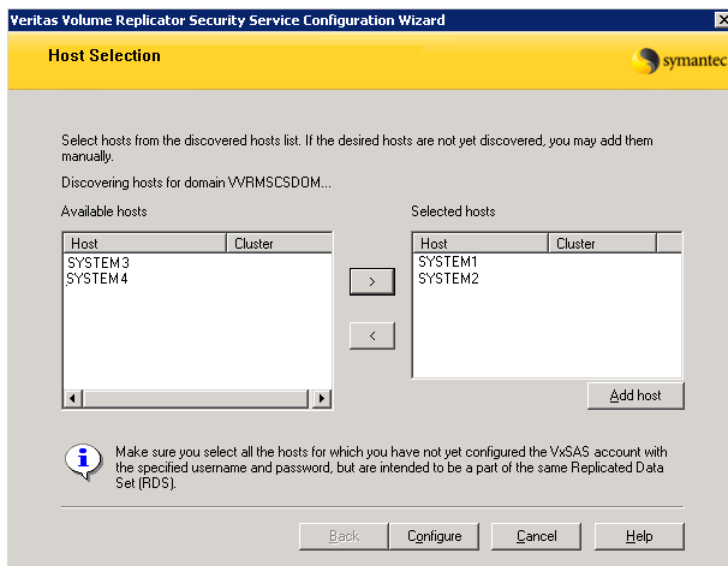 Veritas Volume Replicator Security Service Configuration Wizard
Host Selection
symantec
Select hosts from the discovered hosts list. If the desired hosts are not yet discovered, you may add them
manually.
Discovering hosts for domain VVRMSCSDOM...
Available hosts
Selected hosts
Host Cluster
Host Cluster
SYSTEM3
SYSTEM1
SYSTEM4
SYSTEM2
>
<
Add host
i
Make sure you select all the hosts for which you have not yet configured the VxSAS account with
the specified username and password, but are intended to be a part of the same Replicated Data
Set (RDS).
Back Configure Cancel Help